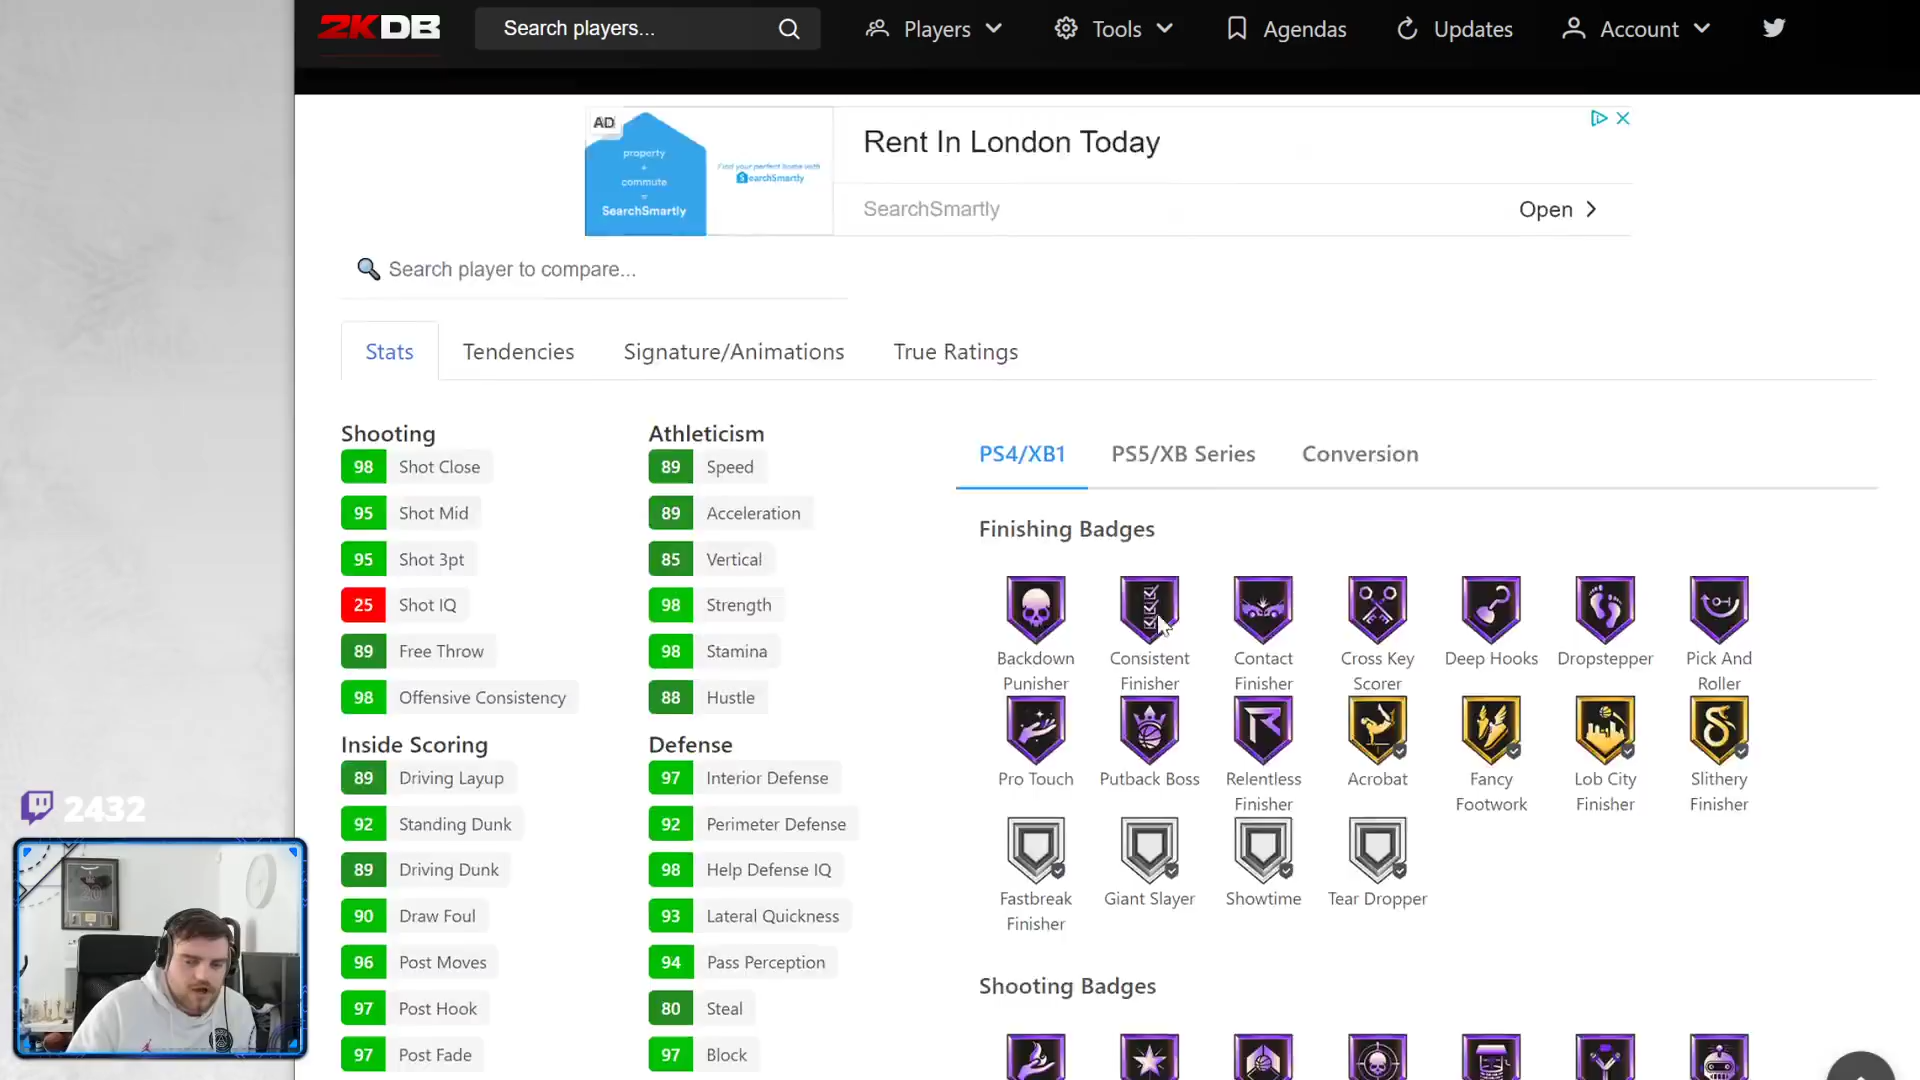 2KDB
Search players...
Players
Tools
Agendas
Updates
Account
AD
property
+
commute
=
SearchSmartly
Find your perfect home with
SearchSmartly
Rent In London Today
SearchSmartly
Open
Search player to compare...
Stats
Tendencies
Signature/Animations
True Ratings
Shooting
98 Shot Close
95 Shot Mid
95 Shot 3pt
25 Shot IQ
89 Free Throw
98 Offensive Consistency
Inside Scoring
89 Driving Layup
92 Standing Dunk
89 Driving Dunk
90 Draw Foul
96 Post Moves
97 Post Hook
97 Post Fade
Athleticism
89 Speed
89 Acceleration
85 Vertical
98 Strength
98 Stamina
88 Hustle
Defense
97 Interior Defense
92 Perimeter Defense
98 Help Defense IQ
93 Lateral Quickness
94 Pass Perception
80 Steal
97 Block
PS4/XB1
PS5/XB Series
Conversion
Finishing Badges
Backdown
Punisher
Consistent
Finisher
Contact
Finisher
Cross Key
Scorer
Deep Hooks
Dropstepper
Pick And
Roller
Pro Touch
Putback Boss
Relentless
Finisher
Acrobat
Fancy
Footwork
Lob City
Finisher
Slithery
Finisher
Fastbreak
Finisher
Giant Slayer
Showtime
Tear Dropper
Shooting Badges
2432